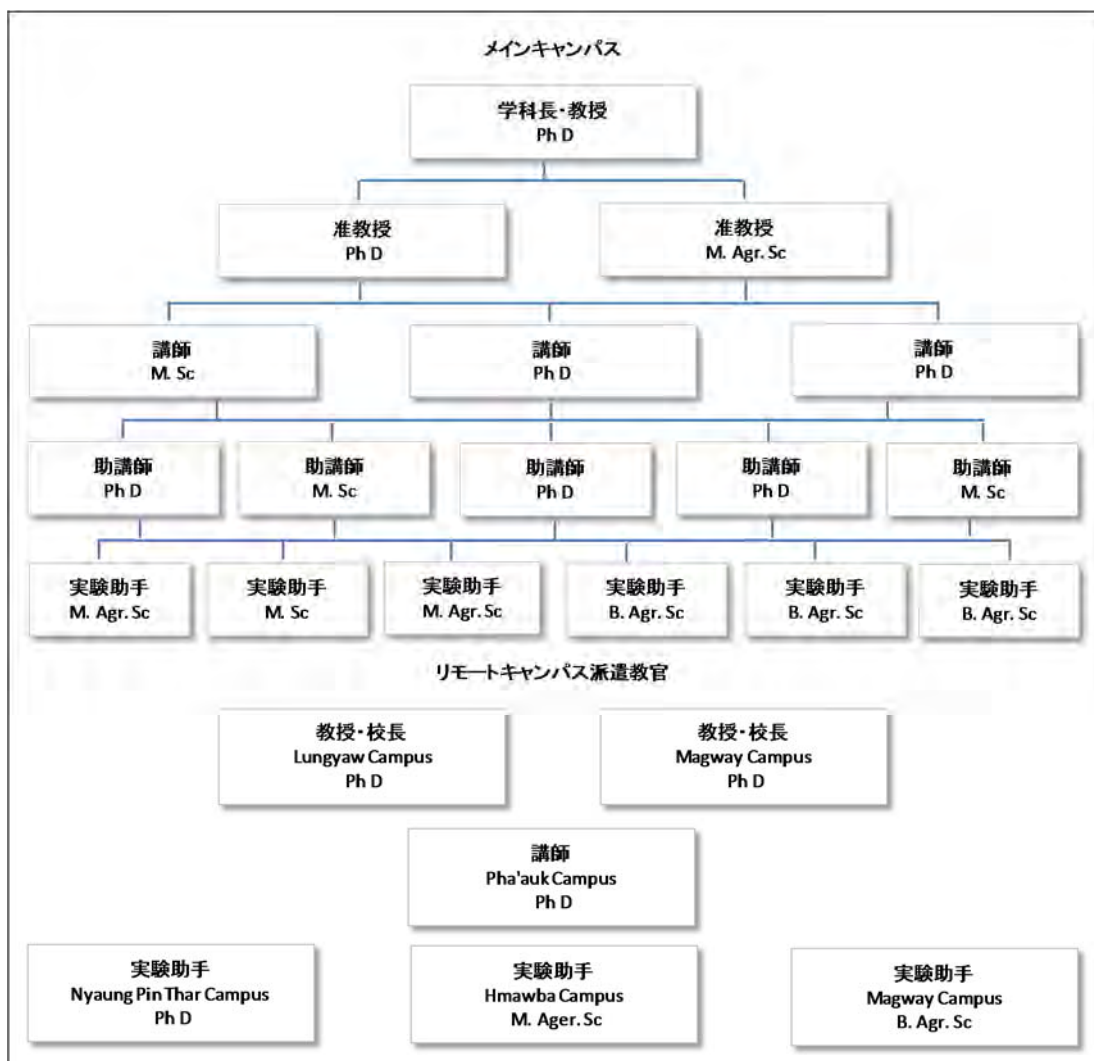 メインキャンパス
学科長・教授
Ph D
准教授
Ph D
准教授
M. Agr. Sc
講師
M. Sc
講師
Ph D
講師
Ph D
助講師
Ph D
助講師
M. Sc
助講師
Ph D
助講師
Ph D
助講師
M. Sc
実験助手
M. Agr. Sc
実験助手
M. Sc
実験助手
M. Agr. Sc
実験助手
B. Agr. Sc
実験助手
B. Agr. Sc
実験助手
B. Agr. Sc
リモートキャンパス派遣教官
教授・校長
Lungyaw Campus
Ph D
教授・校長
Magway Campus
Ph D
講師
Pha'auk Campus
Ph D
実験助手
Nyaung Pin Thar Campus
Ph D
実験助手
Hmawba Campus
M. Ager. Sc
実験助手
Magway Campus
B. Agr. Sc